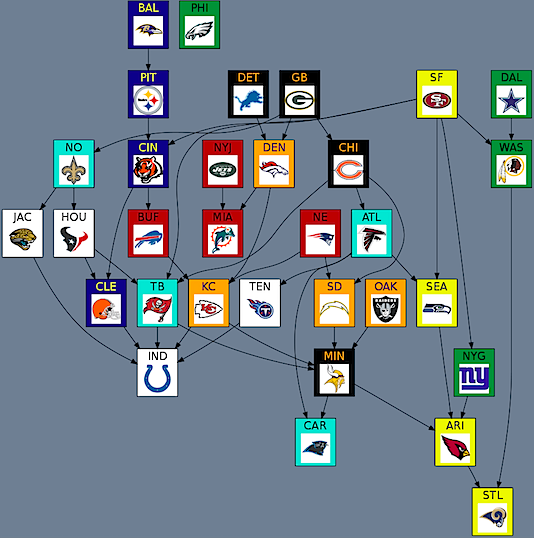 BAL PHI
PIT DET GB SF DAL
NO CIN NYJ DEN CHI WAS
JAC HOU BUF MIA NE ATL
CLE TB KC TEN SD OAK SEA
IND MIN NYG
ny
CAR ARI
STL